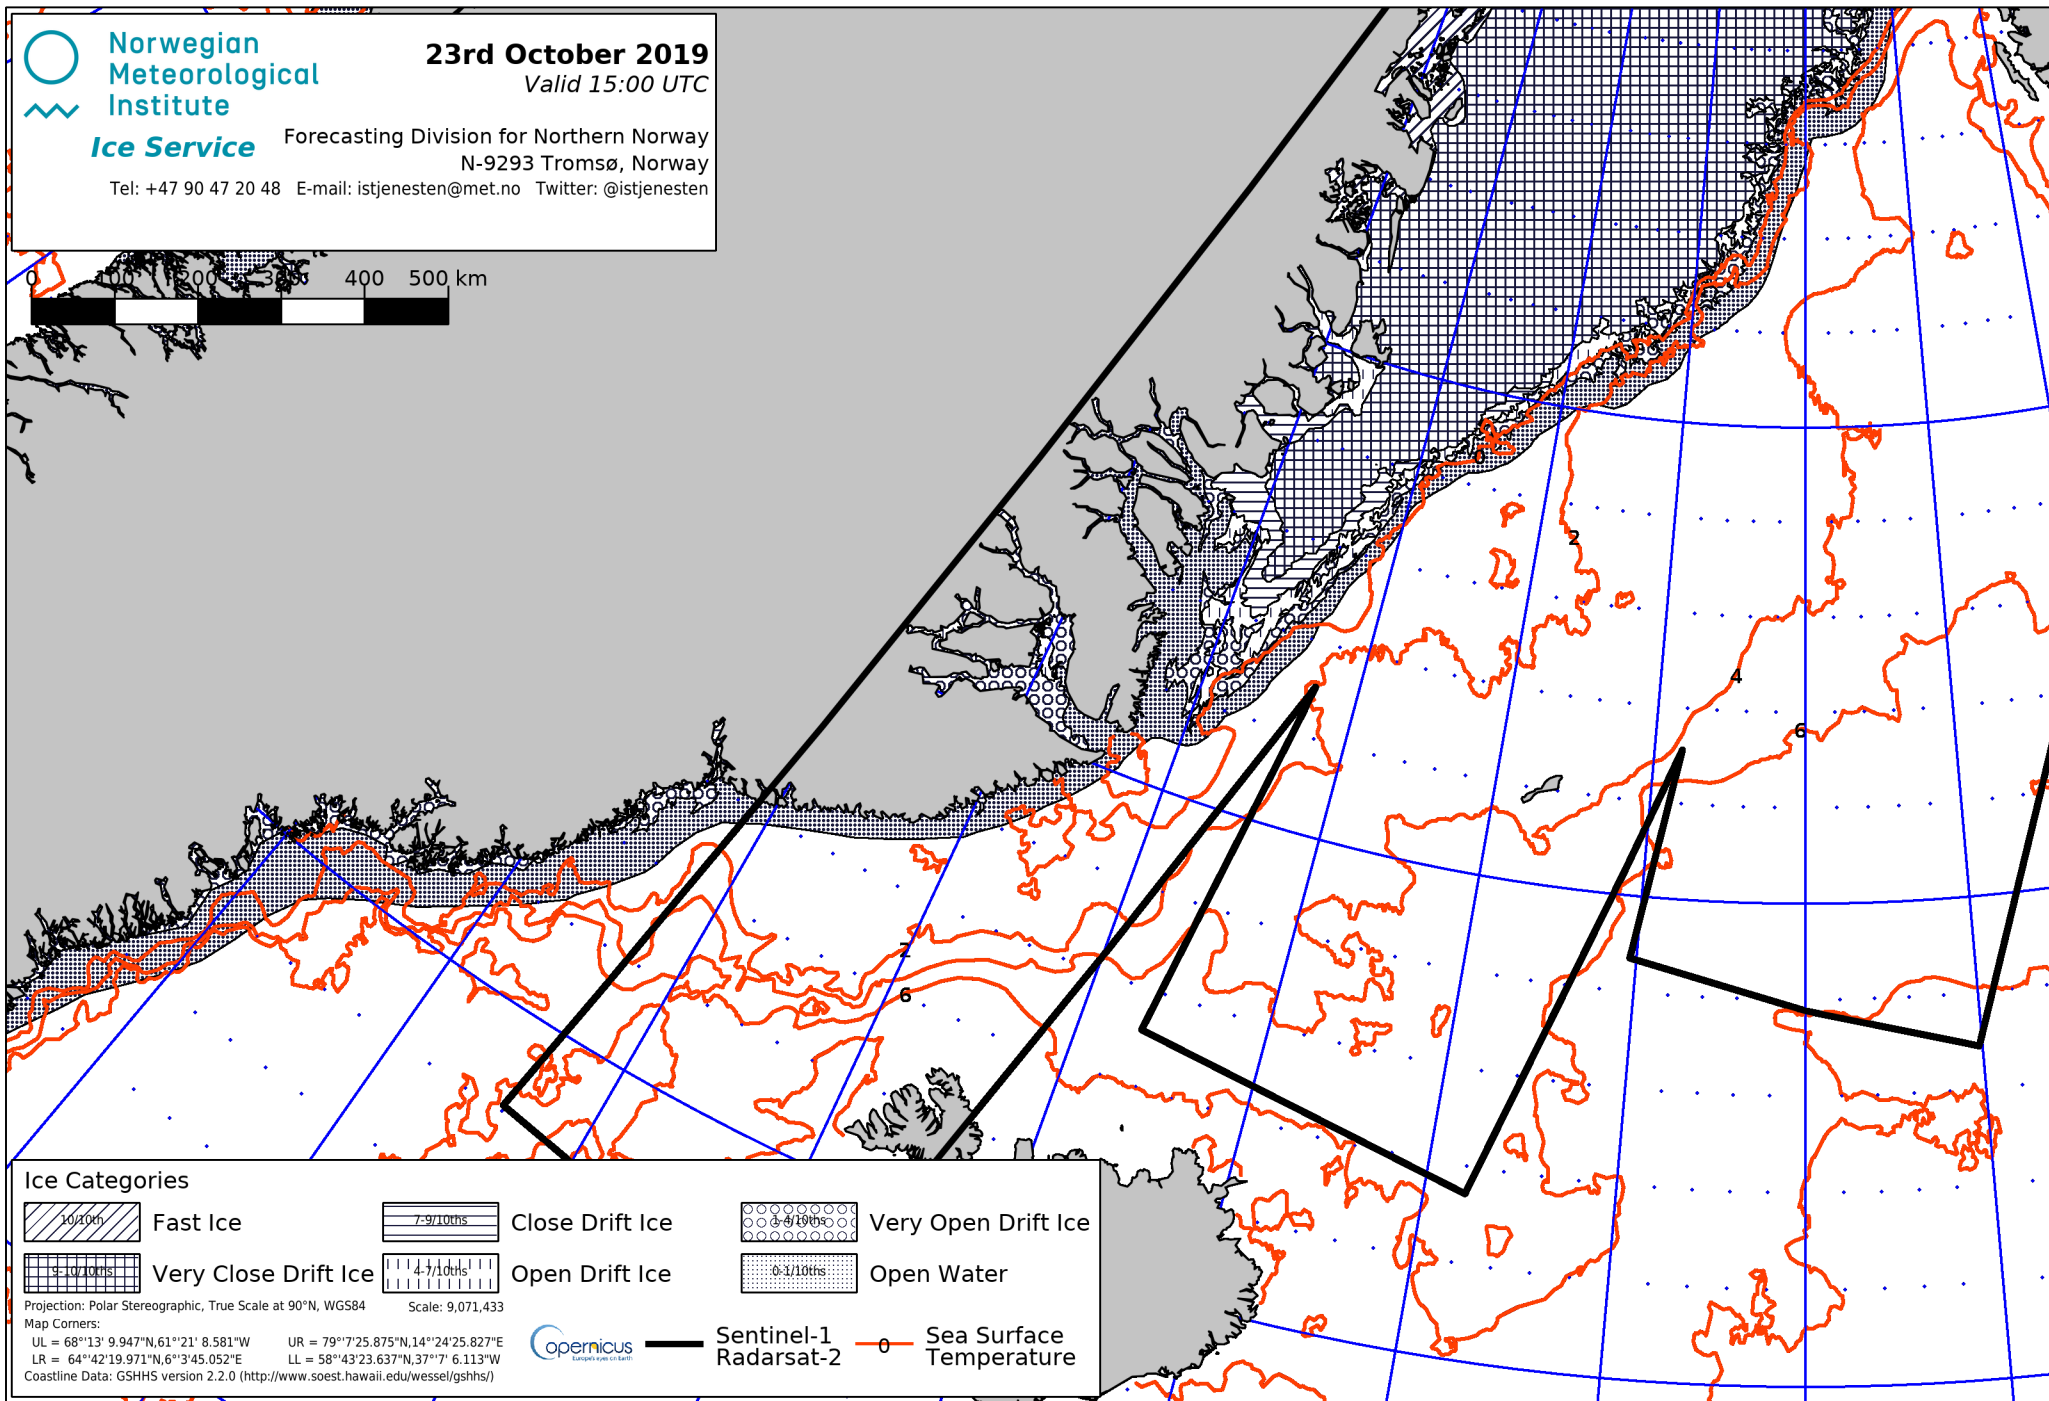 Norwegian
Meteorological
Institute
Ice Service
23rd October 2019
Valid 15:00 UTC
Forecasting Division for Northern Norway
N-9293 Tromsø, Norway
Tel: +47 90 47 20 48 E-mail: istjenesten@met.no Twitter: @istjenesten
0 100 200 300 400 500 km
0
2
4
6
2
6
Ice Categories
10/10th Fast Ice
7-9/10ths Close Drift Ice
1-4/10ths Very Open Drift Ice
9-10/10ths Very Close Drift Ice
4-7/10ths Open Drift Ice
0-1/10ths Open Water
Projection: Polar Stereographic, True Scale at 90°N, WGS84 Scale: 9,071,433
Map Corners:
UL = 68°13' 9.947"N,61°21' 8.581"W UR = 79°7'25.875"N,14°24'25.827"E
LR = 64°42'19.971"N,6°3'45.052"E LL = 58°43'23.637"N,37°7' 6.113"W
Coastline Data: GSHHS version 2.2.0 (http://www.soest.hawaii.edu/wessel/gshhs/)
opernicus
Europe's eyes on Earth
Sentinel-1
Radarsat-2
0
Sea Surface
Temperature